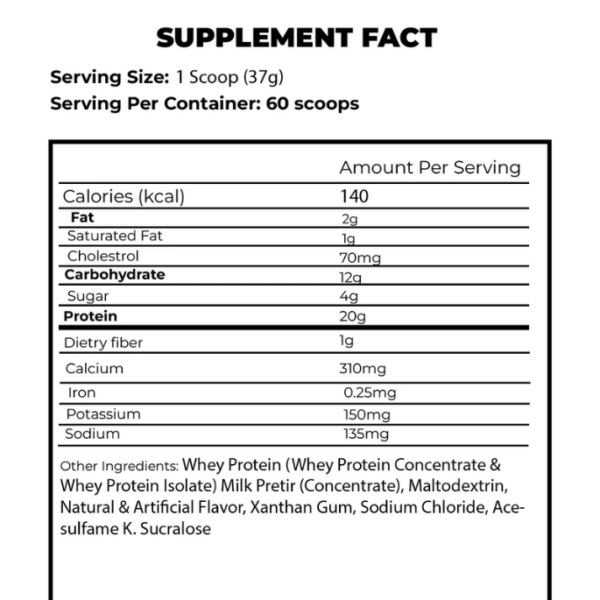 SUPPLEMENT FACT
Serving Size: 1 Scoop (37g)
Serving Per Container: 60 scoops
Amount Per Serving
Calories (kcal) 140
Fat 2g
Saturated Fat 1g
Cholestrol 70mg
Carbohydrate 12g
Sugar 4g
Protein 20g
Dietry fiber 1g
Calcium 310mg
Iron 0.25mg
Potassium 150mg
Sodium 135mg
Other Ingredients: Whey Protein (Whey Protein Concentrate &
Whey Protein Isolate) Milk Pretir (Concentrate), Maltodextrin,
Natural & Artificial Flavor, Xanthan Gum, Sodium Chloride, Ace-
sulfame K. Sucralose